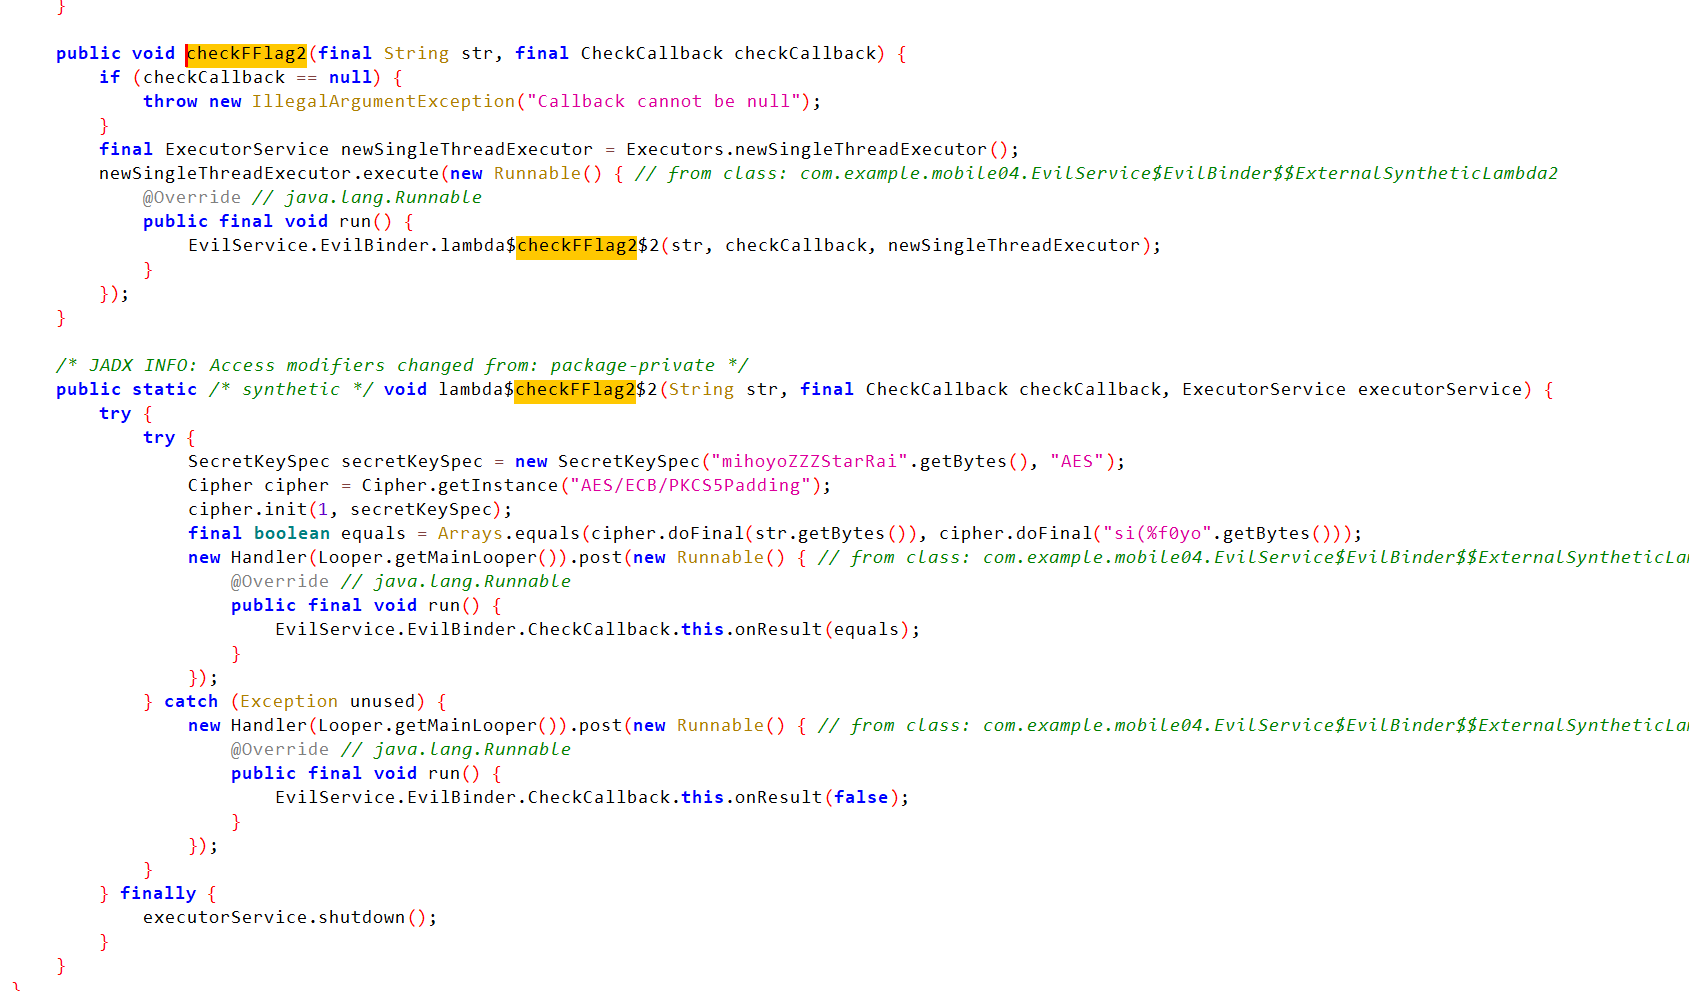 }
public void checkFFlag2(final String str, final CheckCallback checkCallback) {
if (checkCallback == null) {
throw new IllegalArgumentException("Callback cannot be null");
}
final ExecutorService newSingleThreadExecutor = Executors.newSingleThreadExecutor();
newSingleThreadExecutor.execute(new Runnable() { // from class: com.example.mobile04.EvilService$EvilBinder$$ExternalSyntheticLambda2
@Override // java.lang.Runnable
public final void run() {
EvilService.EvilBinder.lambda$checkFFlag2$2(str, checkCallback, newSingleThreadExecutor);
}
});
}
/* JADX INFO: Access modifiers changed from: package-private */
public static /* synthetic */ void lambda$checkFFlag2$2(String str, final CheckCallback checkCallback, ExecutorService executorService) {
try {
try {
SecretKeySpec secretKeySpec = new SecretKeySpec("mihoyoZZZStarRai".getBytes(), "AES");
Cipher cipher = Cipher.getInstance("AES/ECB/PKCS5Padding");
cipher.init(1, secretKeySpec);
final boolean equals = Arrays.equals(cipher.doFinal(str.getBytes()), cipher.doFinal("si(%f0yo".getBytes()));
new Handler(Looper.getMainLooper()).post(new Runnable() { // from class: com.example.mobile04.EvilService$EvilBinder$$ExternalSyntheticLa
@Override // java.lang.Runnable
public final void run() {
EvilService.EvilBinder.CheckCallback.this.onResult(equals);
}
});
} catch (Exception unused) {
new Handler(Looper.getMainLooper()).post(new Runnable() { // from class: com.example.mobile04.EvilService$EvilBinder$$ExternalSyntheticLa
@Override // java.lang.Runnable
public final void run() {
EvilService.EvilBinder.CheckCallback.this.onResult(false);
}
});
}
} finally {
executorService.shutdown();
}
}
}